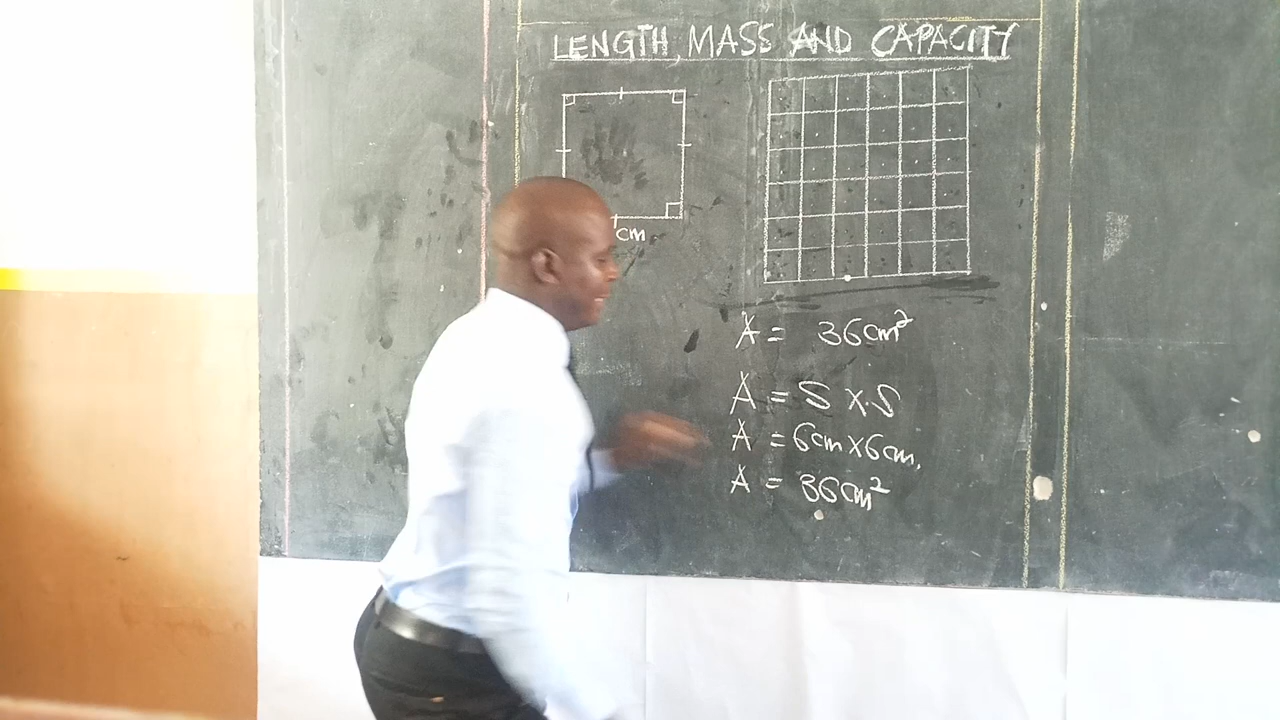 LENGTH, MASS AND CAPACITY
cm
A = 36cm²
A = S x S
A = 6cm x 6cm.
A = 36cm²